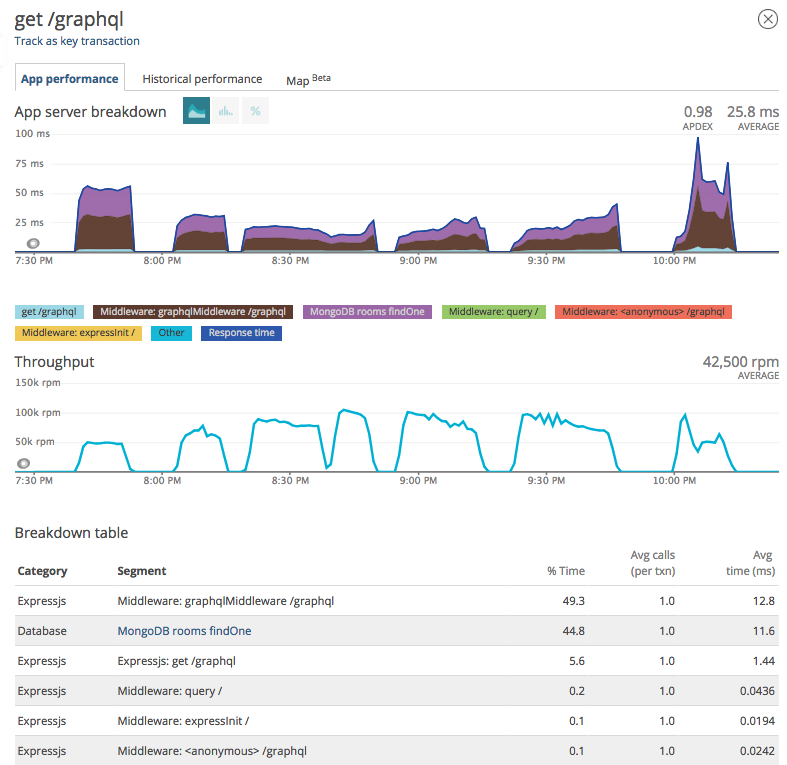 get /graphql
Track as key transaction
App performance Historical performance Map Beta
App server breakdown %
0.98 25.8 ms
APDEX AVERAGE
100 ms
75 ms
50 ms
25 ms
7:30 PM 8:00 PM 8:30 PM 9:00 PM 9:30 PM 10:00 PM
get /graphql Middleware: graphqlMiddleware /graphql MongoDB rooms findOne Middleware: query / Middleware: <anonymous> /graphql
Middleware: expressInit / Other Response time
Throughput 42,500 rpm
AVERAGE
150k rpm
100k rpm
50k rpm
7:30 PM 8:00 PM 8:30 PM 9:00 PM 9:30 PM 10:00 PM
Breakdown table
Category Segment % Time Avg calls (per txn) Avg time (ms)
Expressjs Middleware: graphqlMiddleware /graphql 49.3 1.0 12.8
Database MongoDB rooms findOne 44.8 1.0 11.6
Expressjs Expressjs: get /graphql 5.6 1.0 1.44
Expressjs Middleware: query / 0.2 1.0 0.0436
Expressjs Middleware: expressInit / 0.1 1.0 0.0194
Expressjs Middleware: <anonymous> /graphql 0.1 1.0 0.0242